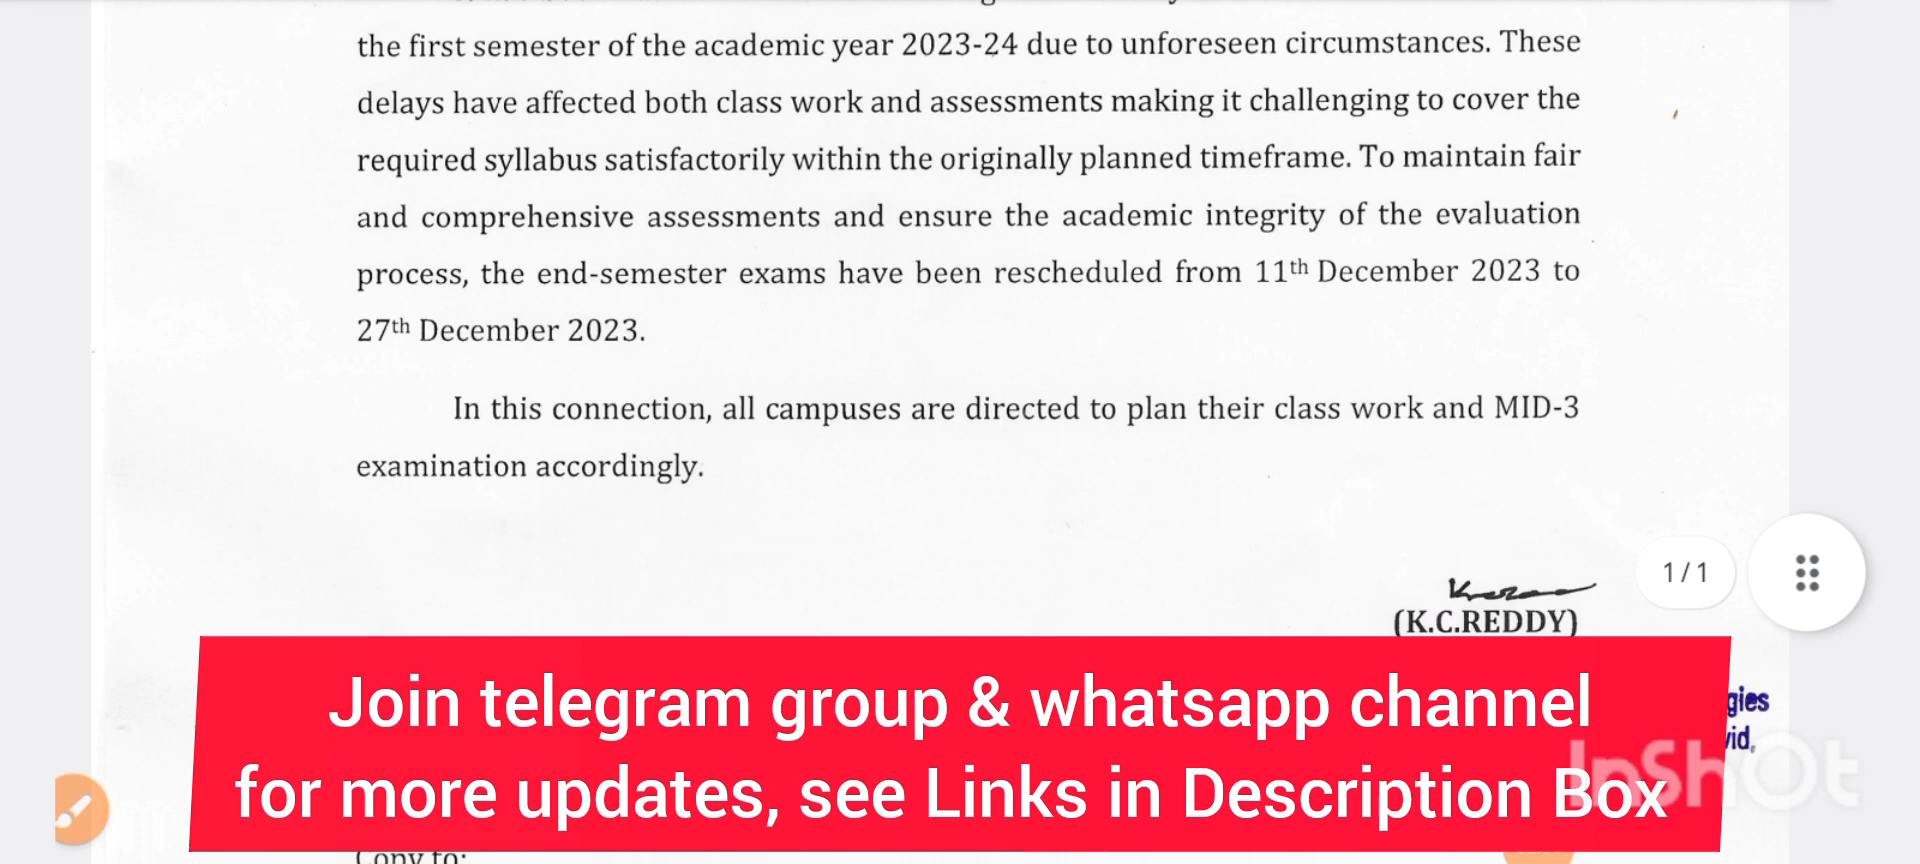 the first semester of the academic year 2023-24 due to unforeseen circumstances. These
delays have affected both class work and assessments making it challenging to cover the
required syllabus satisfactorily within the originally planned timeframe. To maintain fair
and comprehensive assessments and ensure the academic integrity of the evaluation
process, the end-semester exams have been rescheduled from 11th December 2023 to
27th December 2023.
In this connection, all campuses are directed to plan their class work and MID-3
examination accordingly.
1/1
(K.C.REDDY)
Join telegram group & whatsapp channel
for more updates, see Links in Description Box
gies
vid,
InShOt
Copy to: